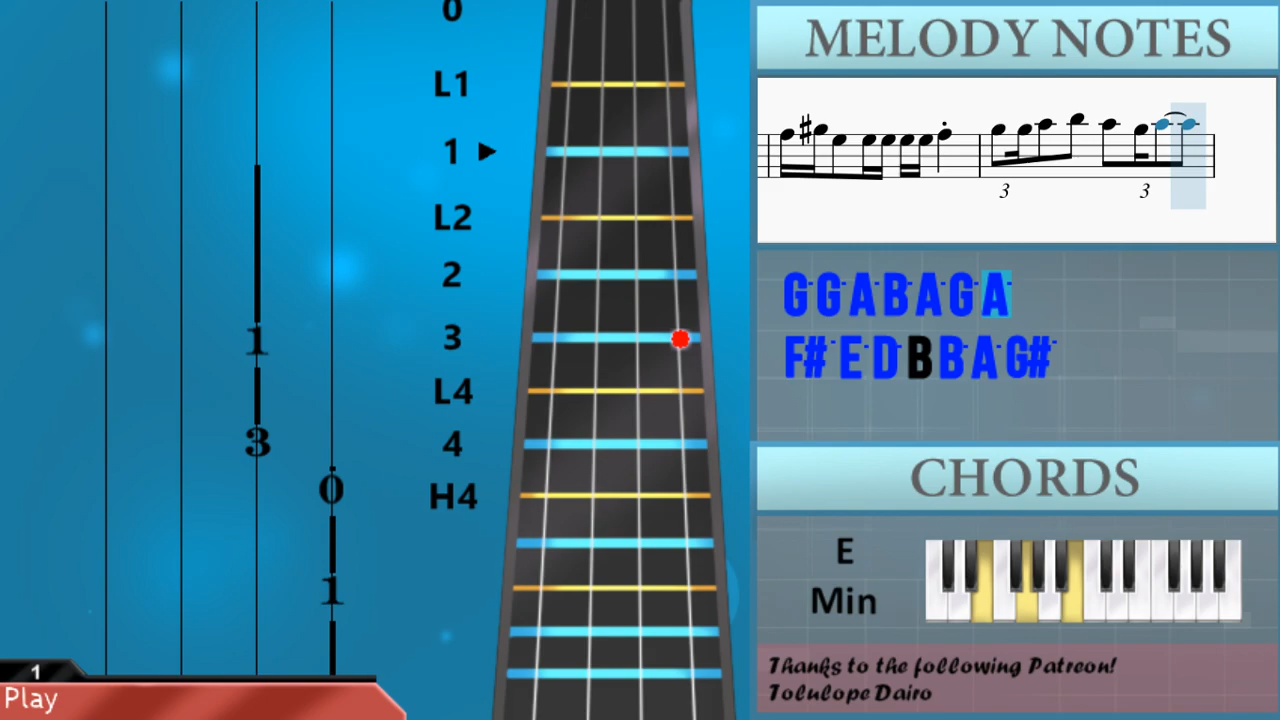 0
L1
1
L2
2
3
L4
4
H4
1
3
0
1
1
Play
MELODY NOTES
3
3
G G A B A G A
F# E D B B A G#
CHORDS
E
Min
Thanks to the following Patreon!
Tolulope Dairo